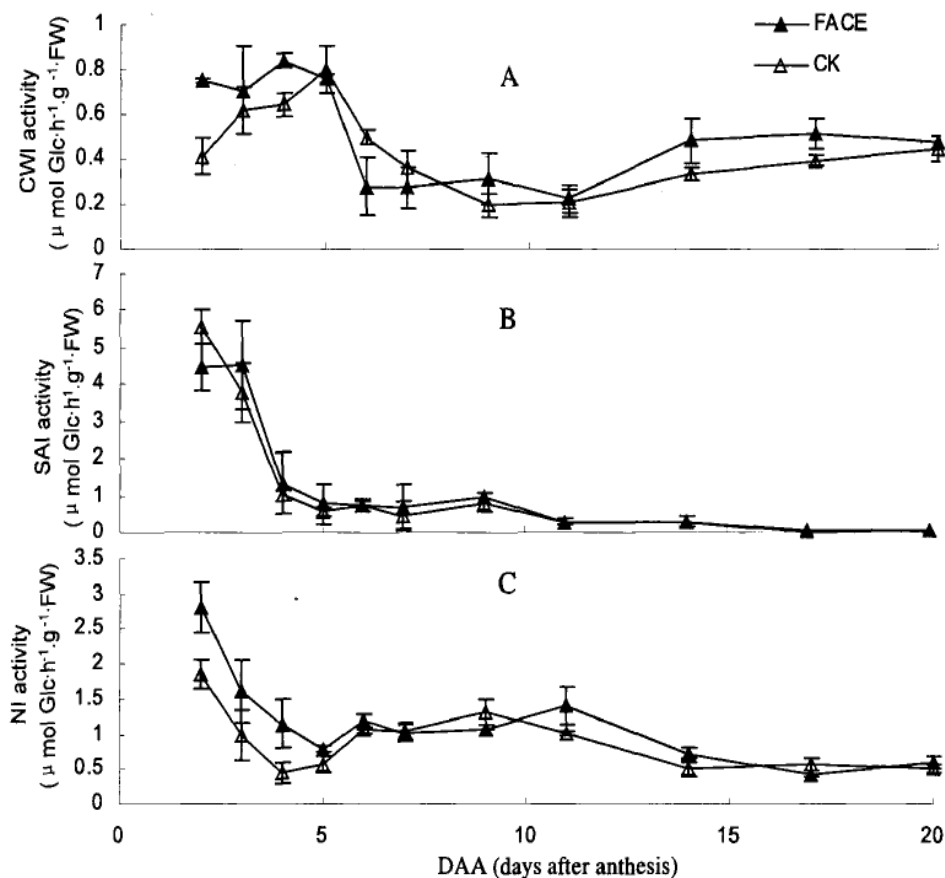 FACE
CK
A
CWI activity
( μ mol Glc·h¹·g⁻¹·FW)
1
0.8
0.6
0.4
0.2
0
B
SAI activity
( μ mol Glc·h¹·g⁻¹·FW)
7
6
5
4
3
2
1
0
C
NI activity
( μ mol Glc·h¹·g⁻¹·FW)
3.5
3
2.5
2
1.5
1
0.5
0
0 5 10 15 20
DAA (days after anthesis)